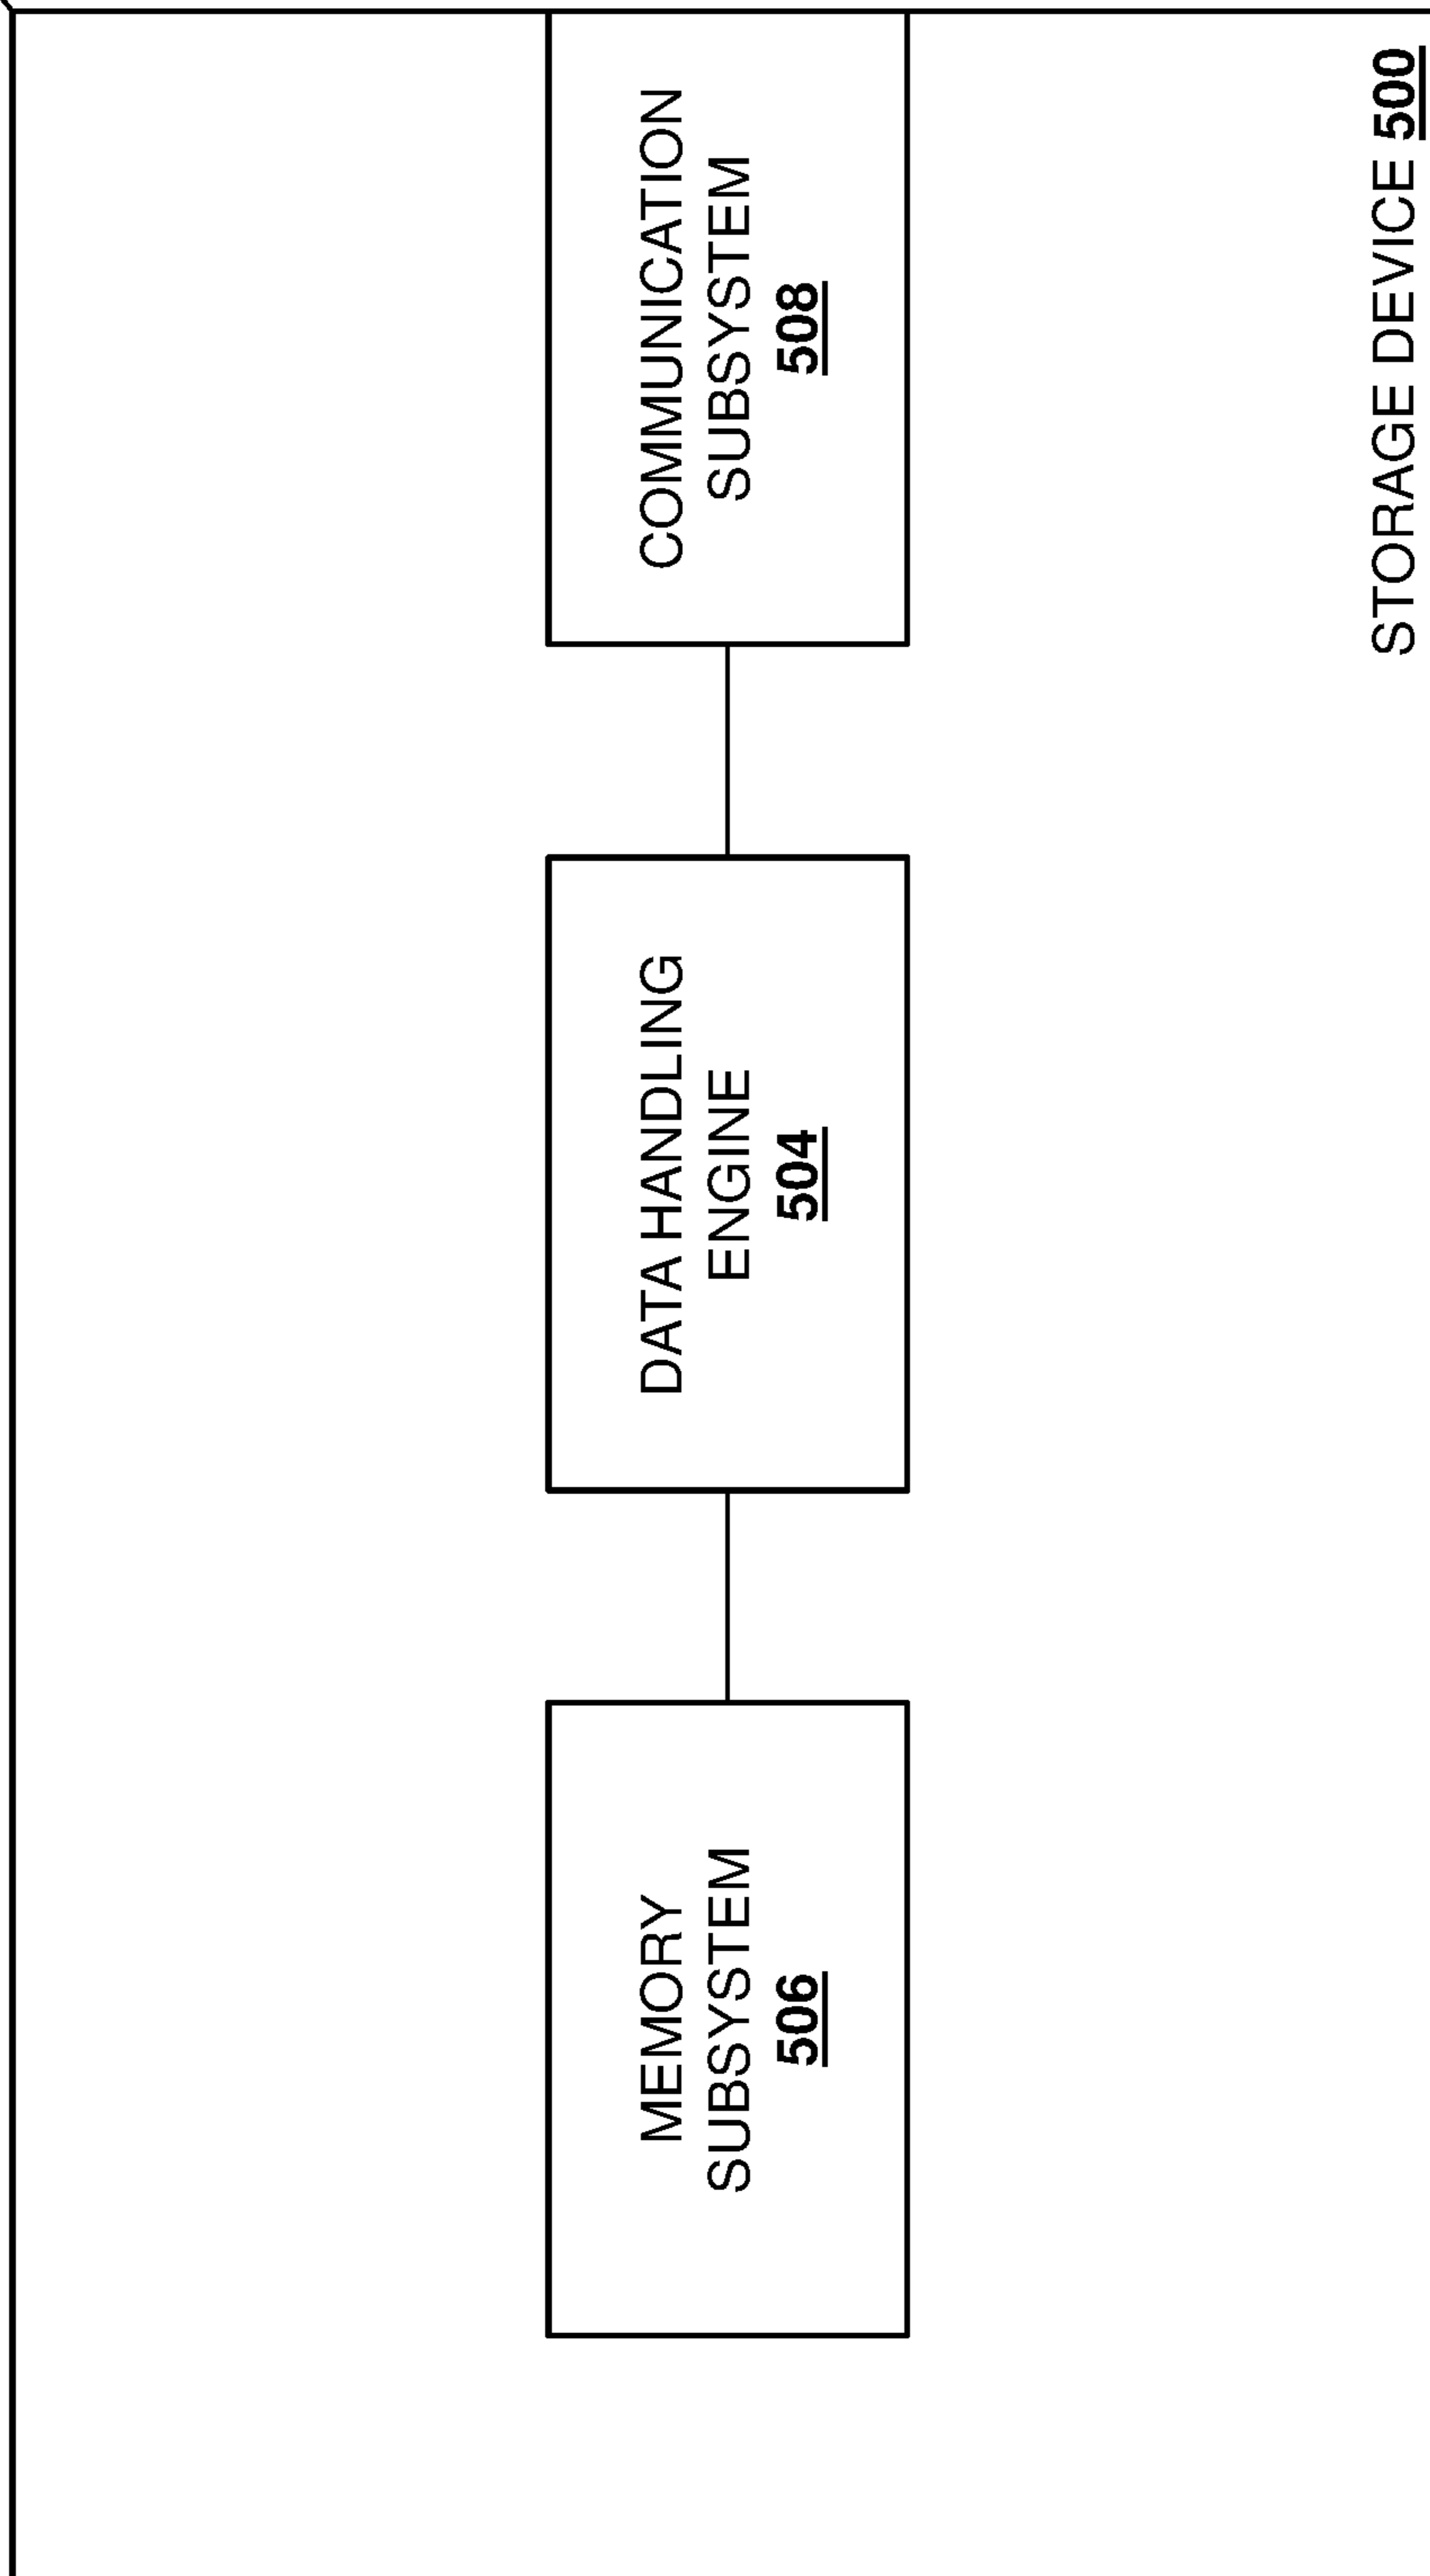 MEMORY
SUBSYSTEM
506
DATA HANDLING
ENGINE
504
COMMUNICATION
SUBSYSTEM
508
STORAGE DEVICE 500